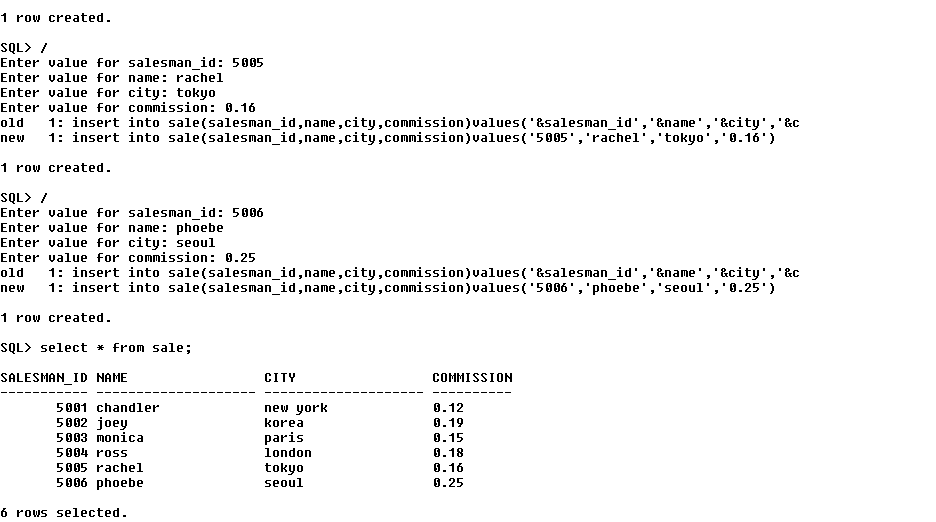 1 row created.
SQL> /
Enter value for salesman_id: 5005
Enter value for name: rachel
Enter value for city: tokyo
Enter value for commission: 0.16
old   1: insert into sale(salesman_id,name,city,commission)values('&salesman_id','&name','&city','&c
new   1: insert into sale(salesman_id,name,city,commission)values('5005','rachel','tokyo','0.16')
1 row created.
SQL> /
Enter value for salesman_id: 5006
Enter value for name: phoebe
Enter value for city: seoul
Enter value for commission: 0.25
old   1: insert into sale(salesman_id,name,city,commission)values('&salesman_id','&name','&city','&c
new   1: insert into sale(salesman_id,name,city,commission)values('5006','phoebe','seoul','0.25')
1 row created.
SQL> select * from sale;
SALESMAN_ID NAME                 CITY                 COMMISSION
----------- -------------------- -------------------- ----------
       5001 chandler             new york             0.12
       5002 joey                 korea                0.19
       5003 monica               paris                0.15
       5004 ross                 london               0.18
       5005 rachel               tokyo                0.16
       5006 phoebe               seoul                0.25
6 rows selected.